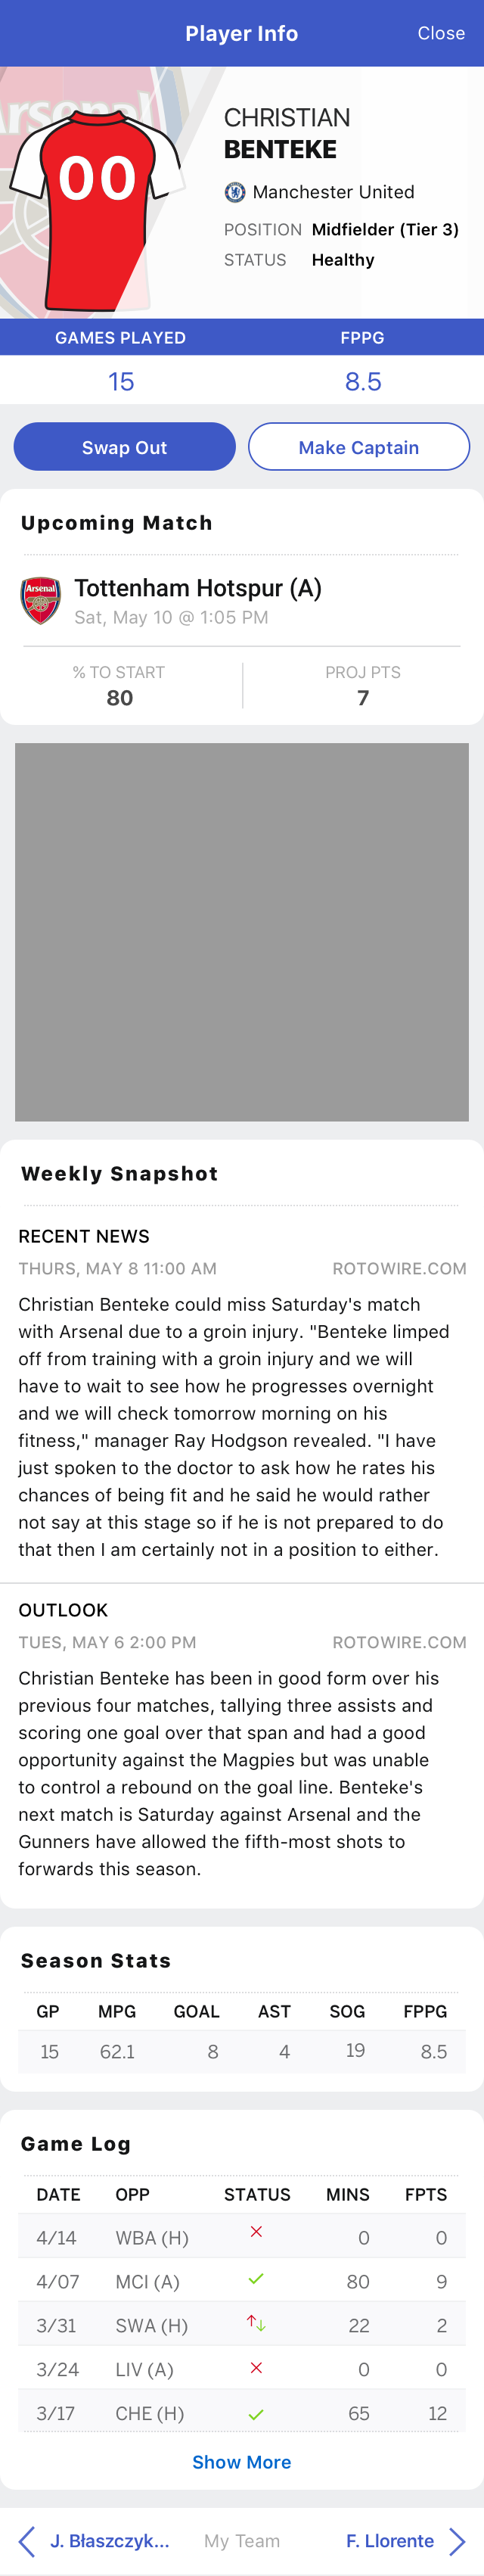 Player Info
Close
Arsenal
00
CHRISTIAN
BENTEKE
Manchester United
POSITION Midfielder (Tier 3)
STATUS Healthy
GAMES PLAYED FPPG
15 8.5
Swap Out Make Captain
Upcoming Match
Arsenal
Tottenham Hotspur (A)
Sat, May 10 @ 1:05 PM
% TO START PROJ PTS
80 7
Weekly Snapshot
RECENT NEWS
THURS, MAY 8 11:00 AM ROTOWIRE.COM
Christian Benteke could miss Saturday's match
with Arsenal due to a groin injury. "Benteke limped
off from training with a groin injury and we will
have to wait to see how he progresses overnight
and we will check tomorrow morning on his
fitness," manager Ray Hodgson revealed. "I have
just spoken to the doctor to ask how he rates his
chances of being fit and he said he would rather
not say at this stage so if he is not prepared to do
that then I am certainly not in a position to either.
OUTLOOK
TUES, MAY 6 2:00 PM ROTOWIRE.COM
Christian Benteke has been in good form over his
previous four matches, tallying three assists and
scoring one goal over that span and had a good
opportunity against the Magpies but was unable
to control a rebound on the goal line. Benteke's
next match is Saturday against Arsenal and the
Gunners have allowed the fifth-most shots to
forwards this season.
Season Stats
GP MPG GOAL AST SOG FPPG
15 62.1 8 4 19 8.5
Game Log
DATE OPP STATUS MINS FPTS
4/14 WBA (H) 0 0
4/07 MCI (A) 80 9
3/31 SWA (H) 22 2
3/24 LIV (A) 0 0
3/17 CHE (H) 65 12
Show More
J. Błaszczyk... My Team F. Llorente